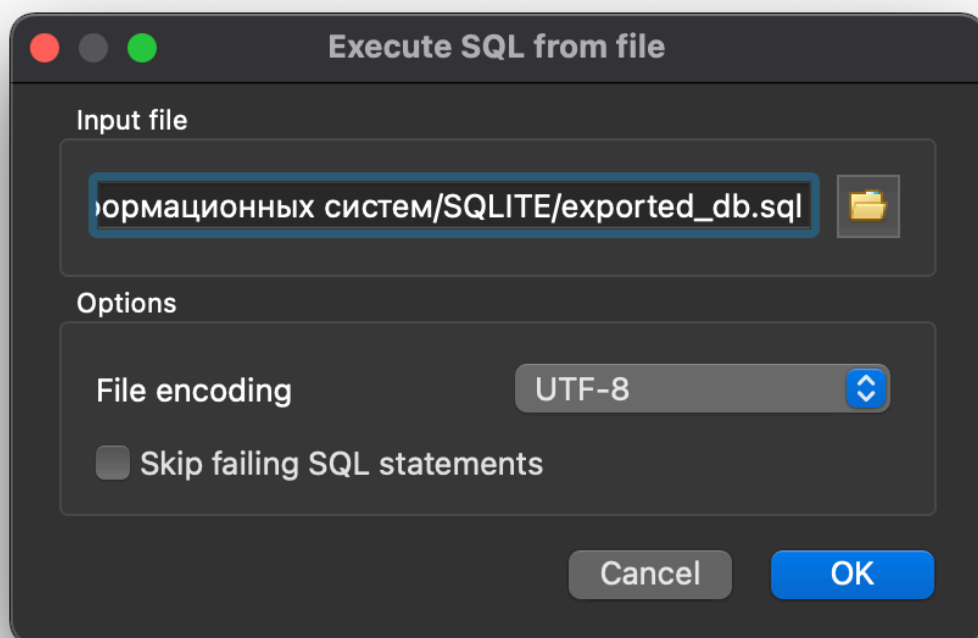 Execute SQL from file
Input file
формационных систем/SQLITE/exported_db.sql
Options
File encoding
UTF-8
Skip failing SQL statements
Cancel
OK